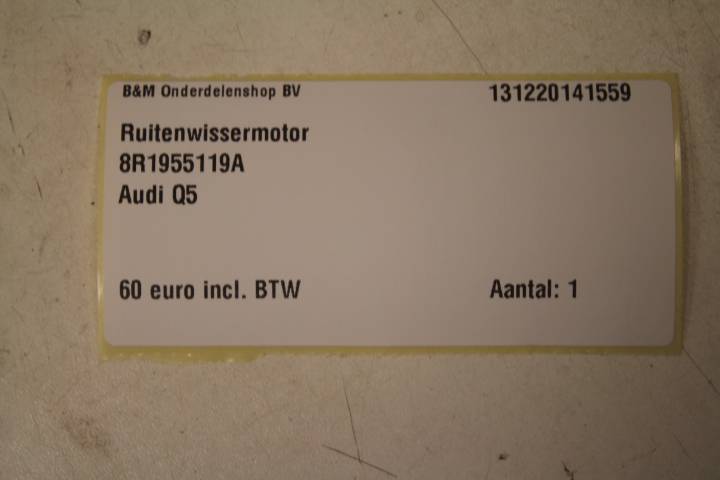 B&M Onderdelenshop BV 131220141559
Ruitenwissermotor
8R1955119A
Audi Q5
60 euro incl. BTW Aantal: 1